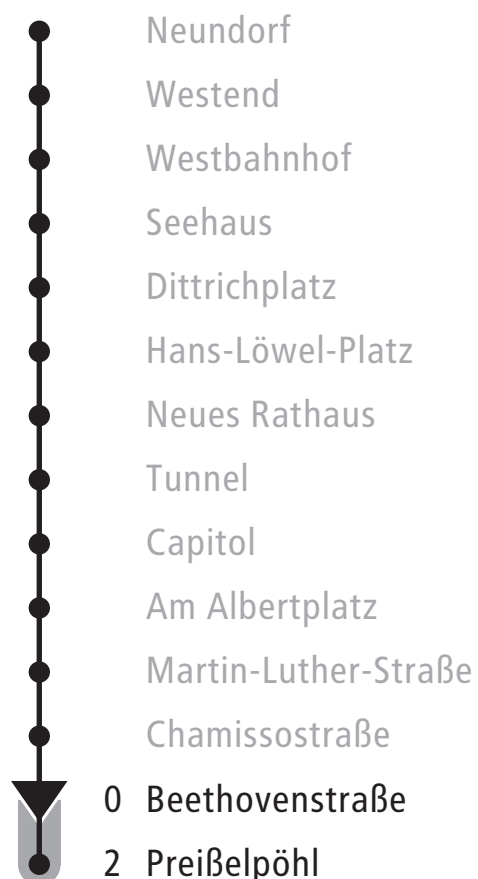 Neundorf
Westend
Westbahnhof
Seehaus
Dittrichplatz
Hans-Löwel-Platz
Neues Rathaus
Tunnel
Capitol
Am Albertplatz
Martin-Luther-Straße
Chamissostraße
0 Beethovenstraße
2 Preißelpöhl